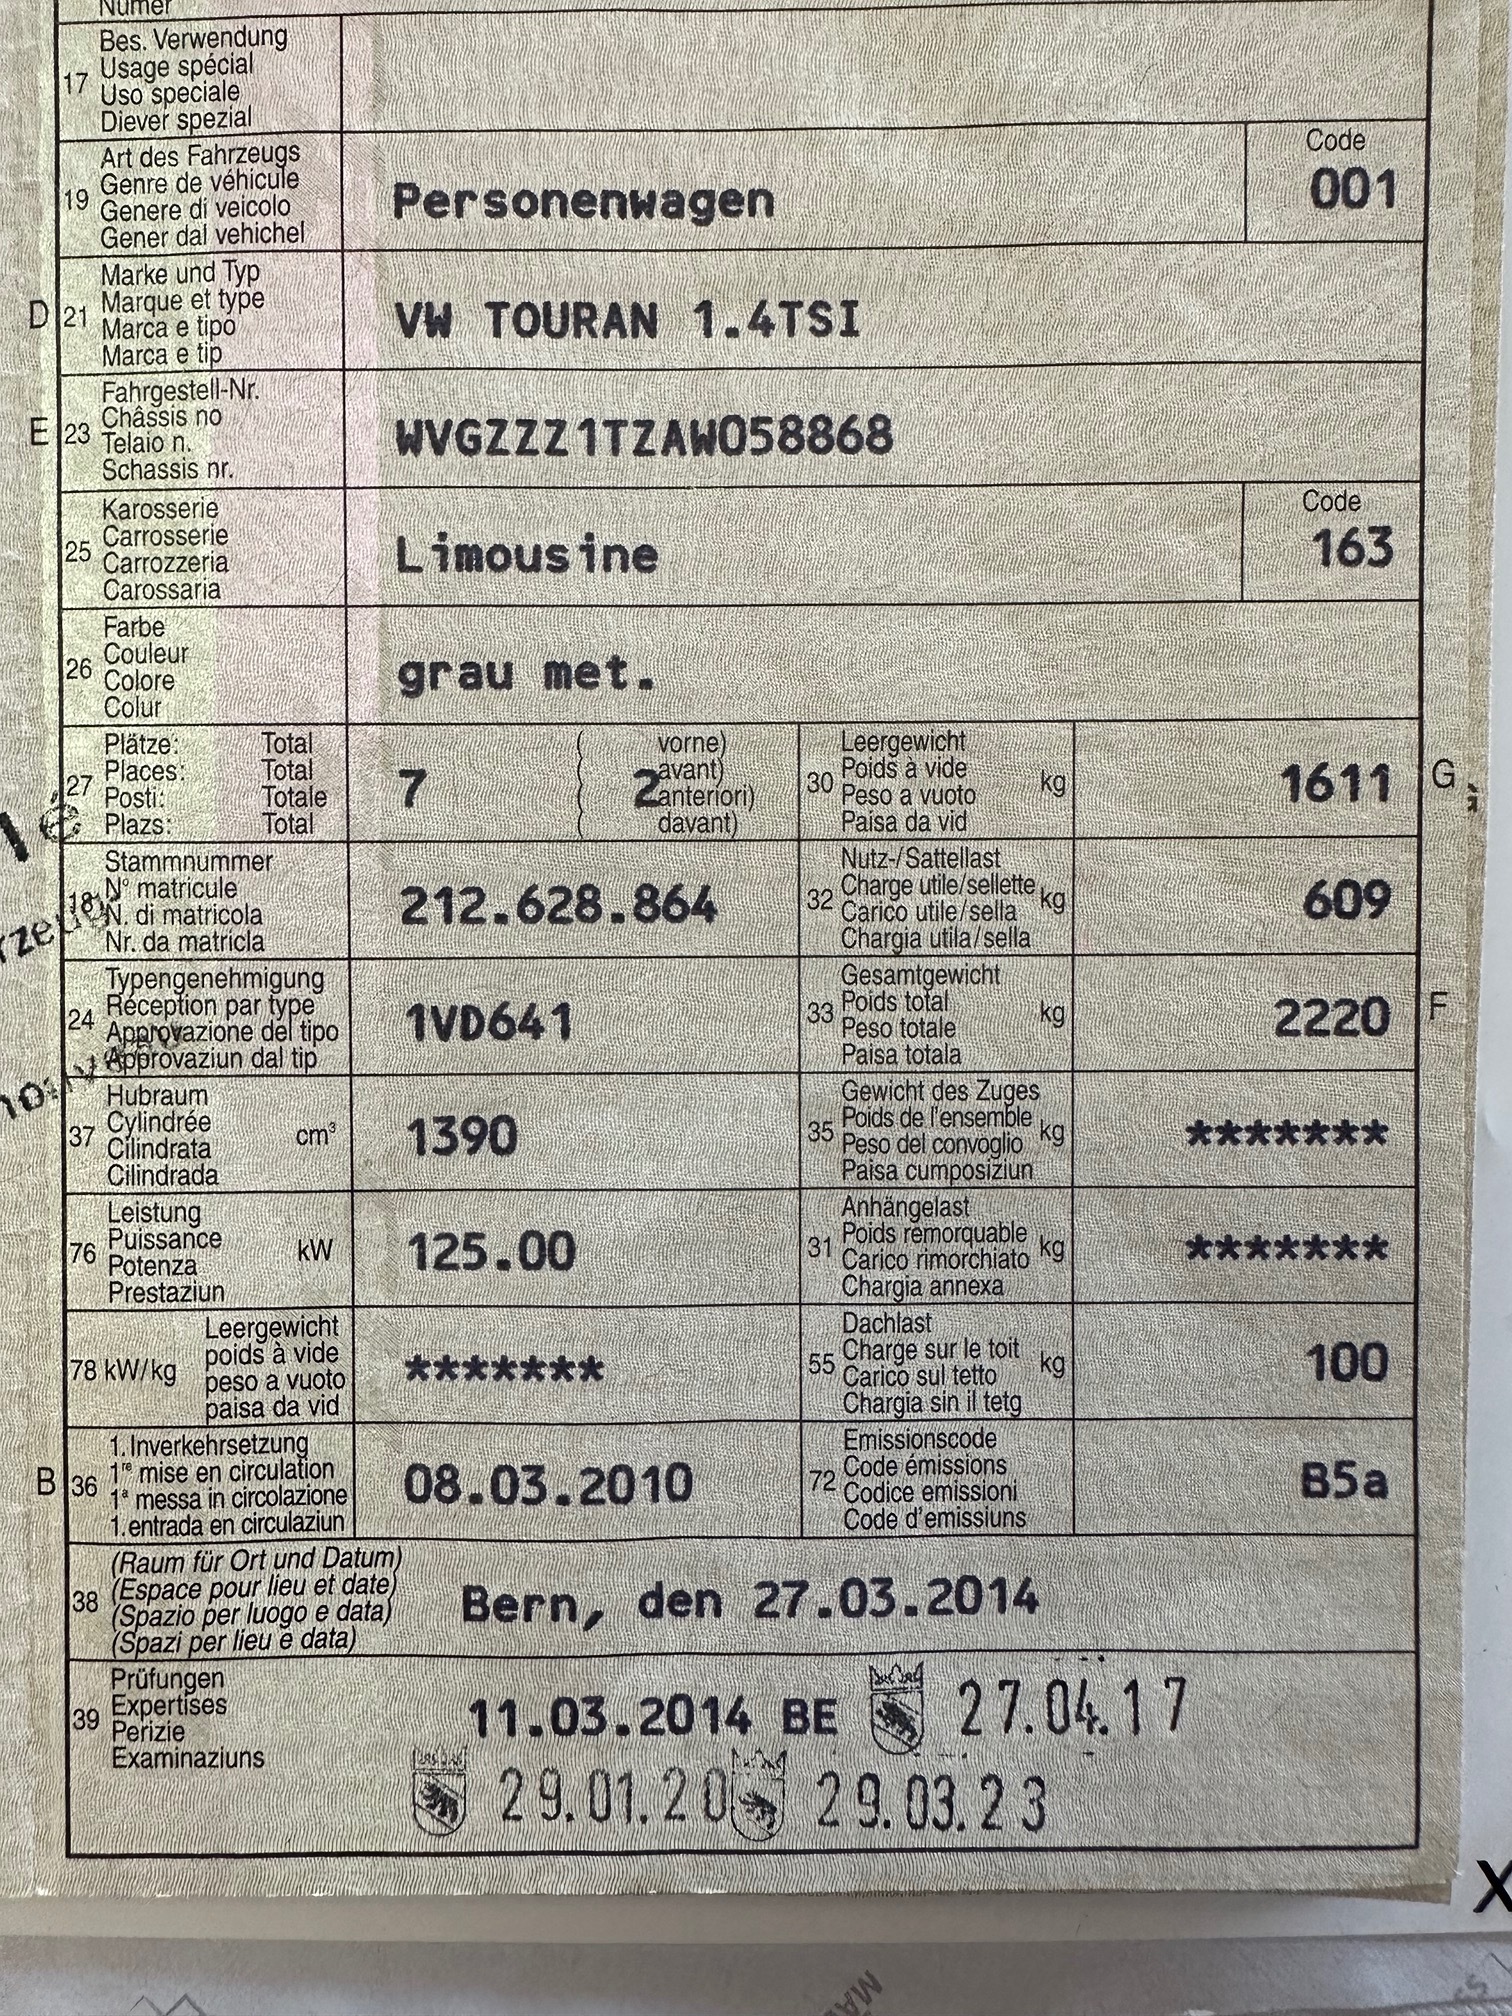 Numer
17 Bes. Verwendung
Usage spécial
Uso speciale
Diever spezial
19 Art des Fahrzeugs
Genre de véhicule
Genere di veicolo
Gener dal vehichel
Personenwagen
Code
001
D 21 Marke und Typ
Marque et type
Marca e tipo
Marca e tip
VW TOURAN 1.4TSI
E 23 Fahrgestell-Nr.
Châssis no
Telaio n.
Schassis nr.
WVGZZZ1TZAW058868
25 Karosserie
Carrosserie
Carrozzeria
Carossaria
Limousine
Code
163
26 Farbe
Couleur
Colore
Colur
grau met.
27 Plätze: Total
Places: Total
Posti: Totale
Plazs: Total
7
( vorne)
( avant)
2
( anteriori)
( davant)
30 Leergewicht
Poids à vide
Peso a vuoto
Paisa da vid
kg
1611 G
18 Stammnummer
N° matricule
N. di matricola
Nr. da matricla
212.628.864
32 Nutz-/Sattellast
Charge utile/sellette
Carico utile/sella
Chargia utila/sella
kg
609
24 Typengenehmigung
Réception par type
Approvazione del tipo
Approvaziun dal tip
1VD641
33 Gesamtgewicht
Poids total
Peso totale
Paisa totala
kg
2220 F
37 Hubraum
Cylindrée
Cilindrata
Cilindrada
cm³
1390
35 Gewicht des Zuges
Poids de l'ensemble
Peso del convoglio
Paisa cumposiziun
kg
*******
76 Leistung
Puissance
Potenza
Prestaziun
kW
125.00
31 Anhängelast
Poids remorquable
Carico rimorchiato
Chargia annexa
kg
*******
78 kW/kg Leergewicht
poids à vide
peso a vuoto
paisa da vid
*******
55 Dachlast
Charge sur le toit
Carico sul tetto
Chargia sin il tetg
kg
100
B 36 1. Inverkehrsetzung
1re mise en circulation
1a messa in circolazione
1. entrada en circulaziun
08.03.2010
72 Emissionscode
Code émissions
Codice emissioni
Code d'emissiuns
B5a
38 (Raum für Ort und Datum)
(Espace pour lieu et date)
(Spazio per luogo e data)
(Spazi per lieu e data)
Bern, den 27.03.2014
39 Prüfungen
Expertises
Perizie
Examinaziuns
11.03.2014 BE 27.04.17
29.01.20 29.03.23
X